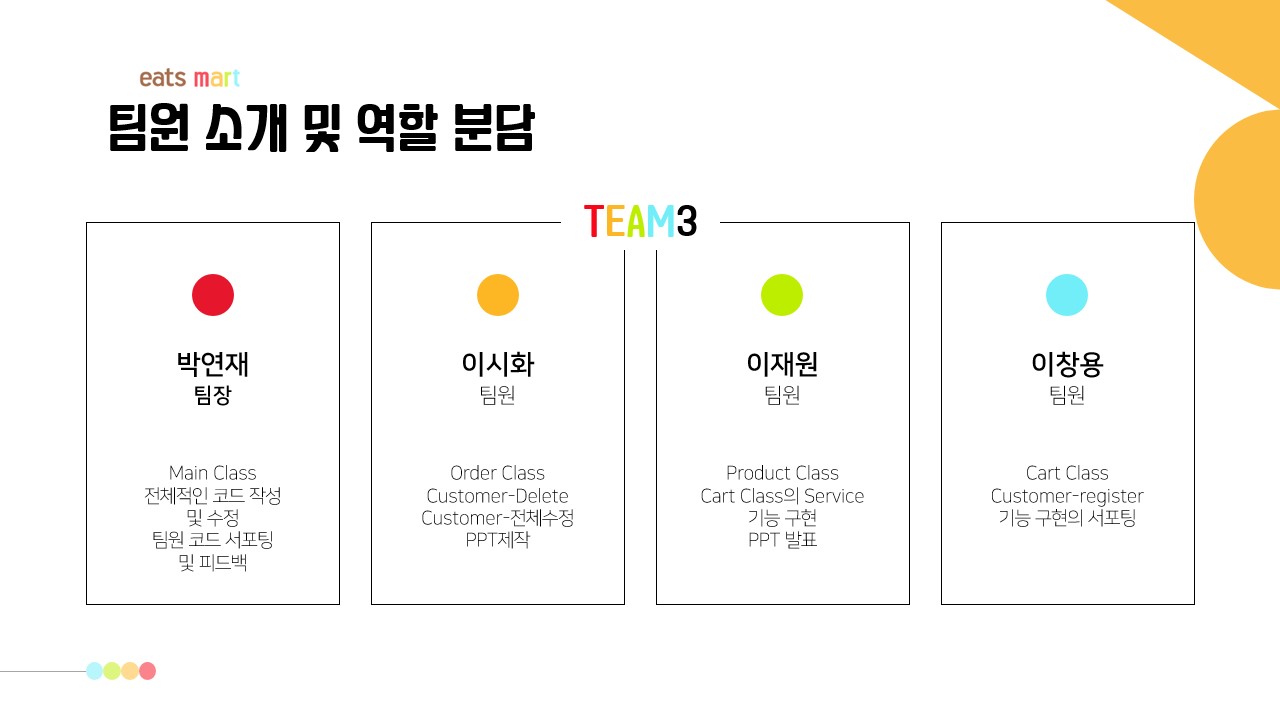 eats mart
팀원 소개 및 역할 분담
TEAM3
박연재
팀장
Main Class
전체적인 코드 작성
및 수정
팀원 코드 서포팅
및 피드백
이시화
팀원
Order Class
Customer-Delete
Customer-전체수정
PPT제작
이재원
팀원
Product Class
Cart Class의 Service
기능 구현
PPT 발표
이창용
팀원
Cart Class
Customer-register
기능 구현의 서포팅